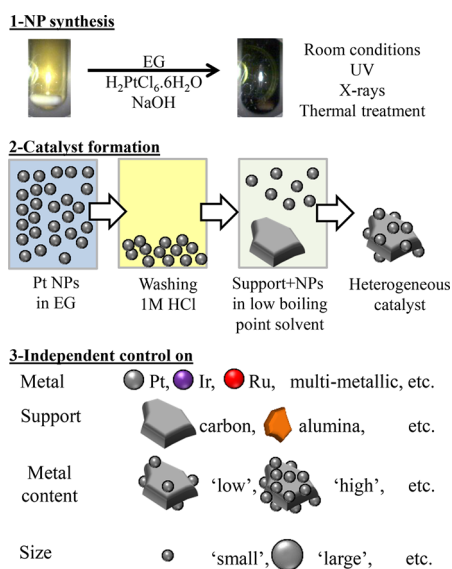 1-NP synthesis
EG
H₂PtCl₆.6H₂O
NaOH
Room conditions
UV
X-rays
Thermal treatment
2-Catalyst formation
Pt NPs
in EG
Washing
1M HCl
Support+NPs
in low boiling
point solvent
Heterogeneous
catalyst
3-Independent control on
Metal Pt, Ir, Ru, multi-metallic, etc.
Support carbon, alumina, etc.
Metal
content 'low', 'high', etc.
Size 'small', 'large', etc.